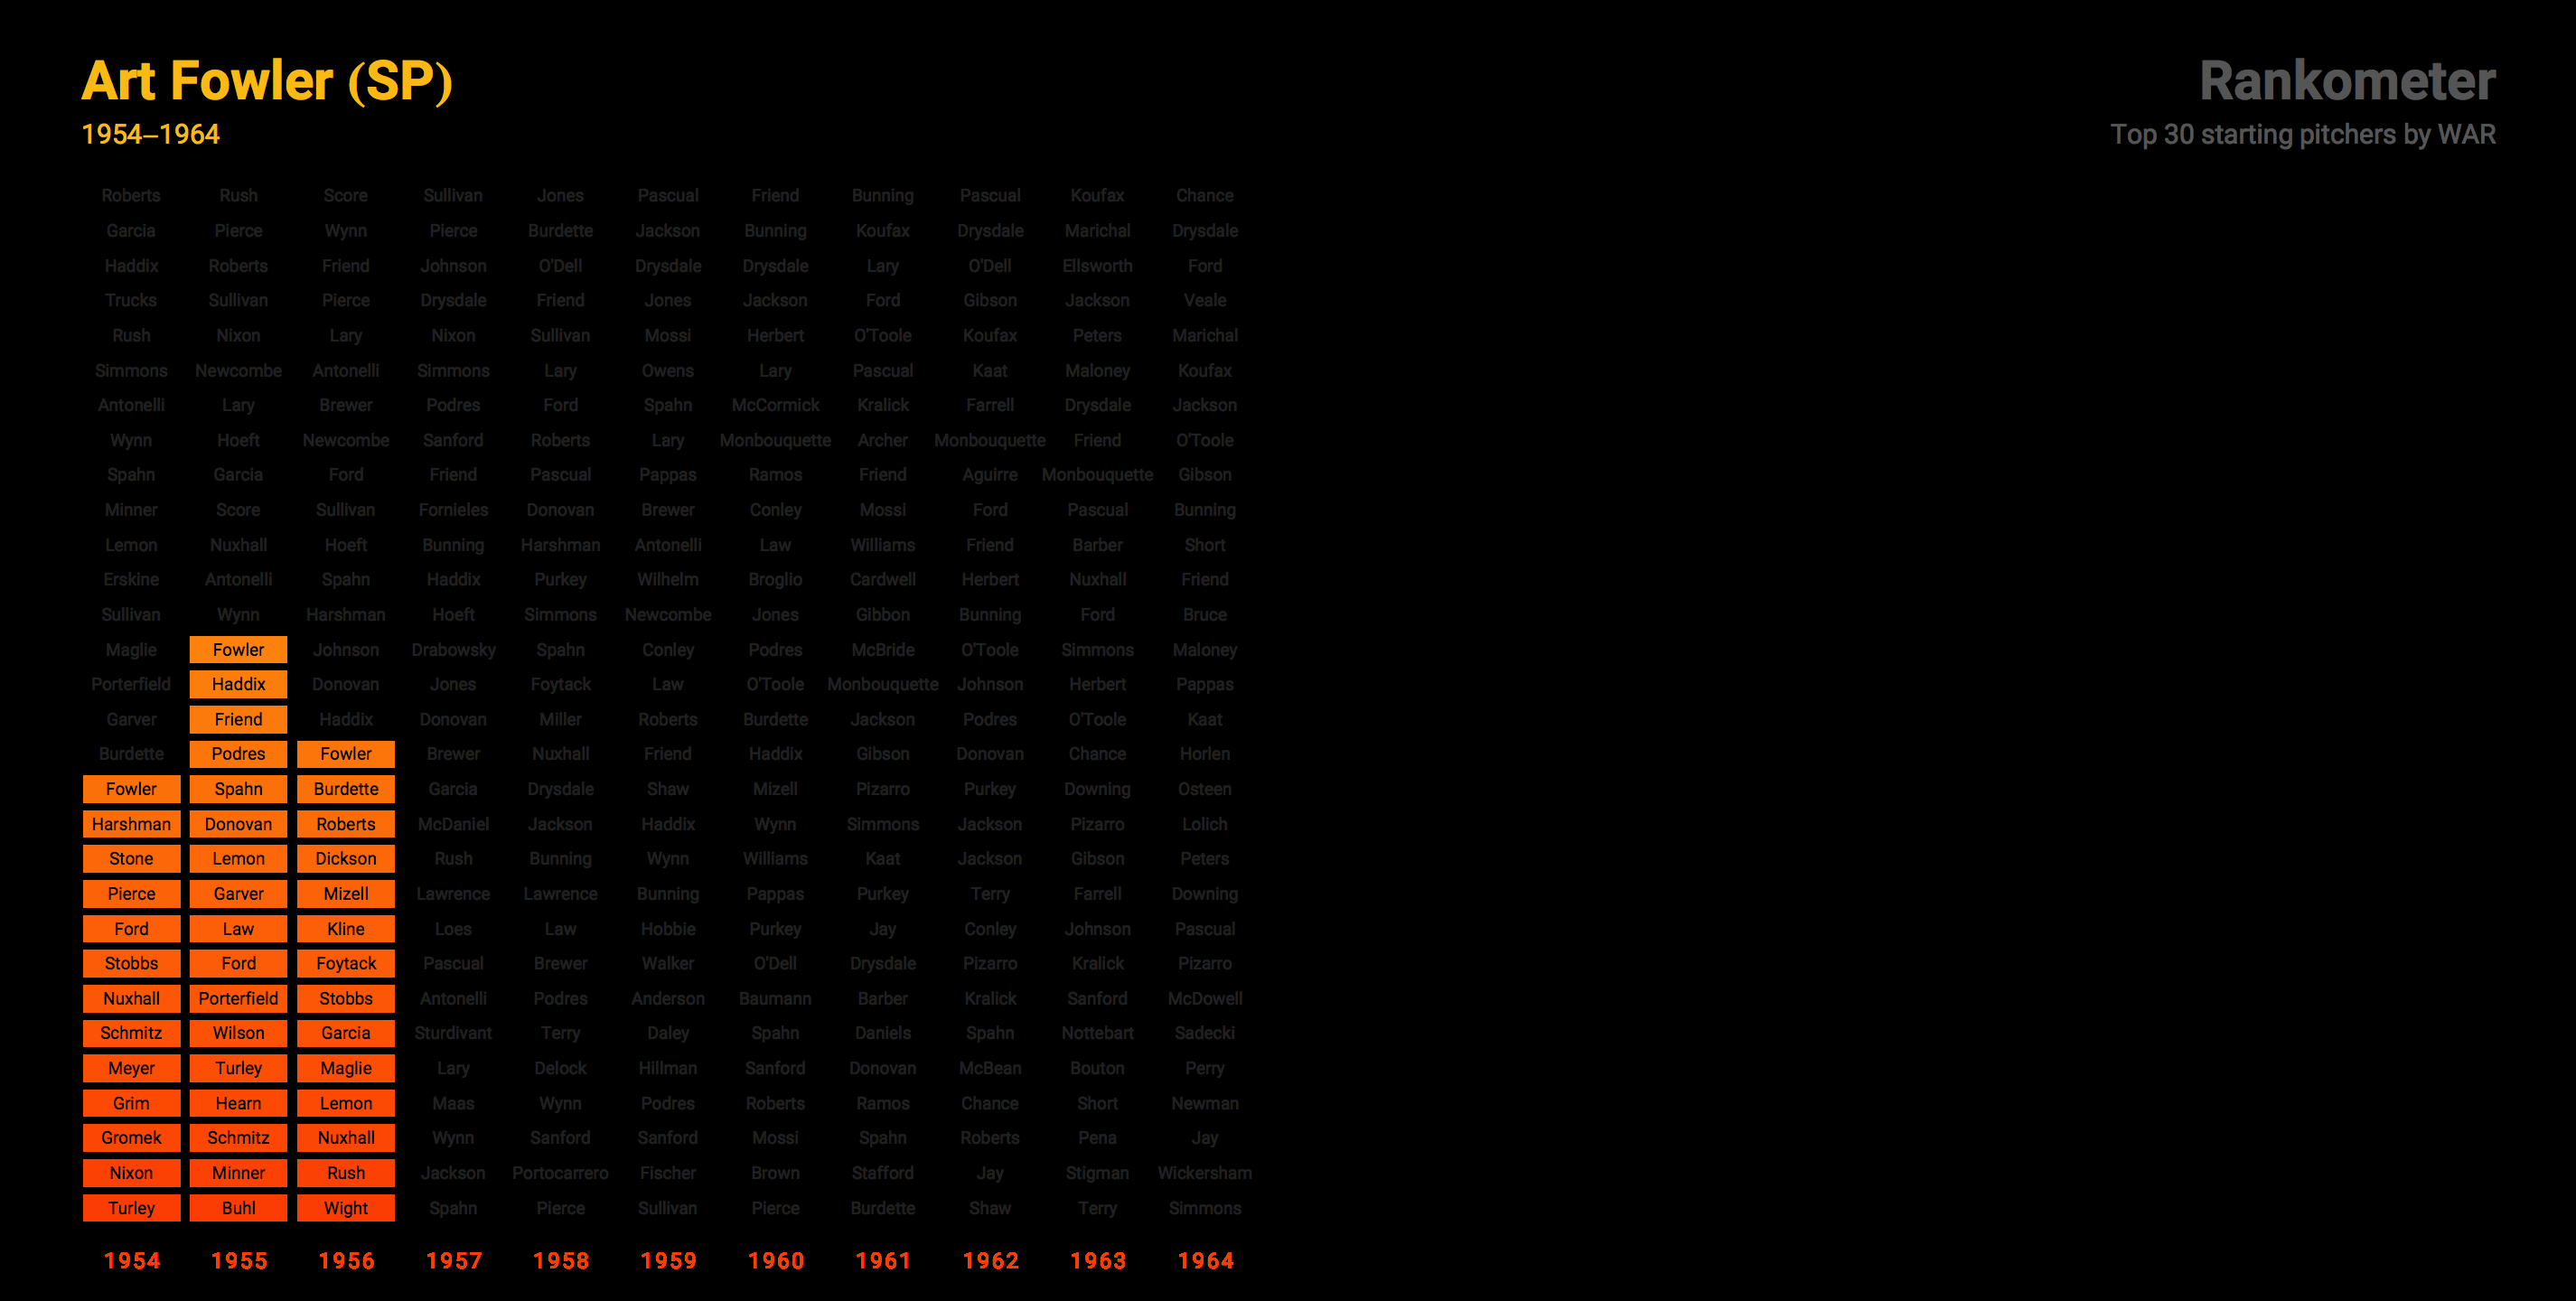 Art Fowler (SP)
1954–1964
Rankometer
Top 30 starting pitchers by WAR
Roberts Rush Score Sullivan Jones Pascual Friend Bunning Pascual Koufax Chance
Garcia Pierce Wynn Pierce Burdette Jackson Bunning Koufax Drysdale Marichal Drysdale
Haddix Roberts Friend Johnson O'Dell Drysdale Drysdale Lary O'Dell Ellsworth Ford
Trucks Sullivan Pierce Drysdale Friend Jones Jackson Ford Gibson Jackson Veale
Rush Nixon Lary Nixon Sullivan Mossi Herbert O'Toole Koufax Peters Marichal
Simmons Newcombe Antonelli Simmons Lary Owens Lary Pascual Kaat Maloney Koufax
Antonelli Lary Brewer Podres Ford Spahn McCormick Kralick Farrell Drysdale Jackson
Wynn Hoeft Newcombe Sanford Roberts Lary Monbouquette Archer Monbouquette Friend O'Toole
Spahn Garcia Ford Friend Pascual Pappas Ramos Friend Aguirre Monbouquette Gibson
Minner Score Sullivan Fornieles Donovan Brewer Conley Mossi Ford Pascual Bunning
Lemon Nuxhall Hoeft Bunning Harshman Antonelli Law Williams Friend Barber Short
Erskine Antonelli Spahn Haddix Purkey Wilhelm Broglio Cardwell Herbert Nuxhall Friend
Sullivan Wynn Harshman Hoeft Simmons Newcombe Jones Gibbon Bunning Ford Bruce
Maglie Fowler Johnson Drabowsky Spahn Conley Podres McBride O'Toole Simmons Maloney
Porterfield Haddix Donovan Jones Foytack Law O'Toole Monbouquette Johnson Herbert Pappas
Garver Friend Haddix Donovan Miller Roberts Burdette Jackson Podres O'Toole Kaat
Burdette Podres Fowler Brewer Nuxhall Friend Haddix Gibson Donovan Chance Horlen
Fowler Spahn Burdette Garcia Drysdale Shaw Mizell Pizarro Purkey Downing Osteen
Harshman Donovan Roberts McDaniel Jackson Haddix Wynn Simmons Jackson Pizarro Lolich
Stone Lemon Dickson Rush Bunning Wynn Williams Kaat Jackson Gibson Peters
Pierce Garver Mizell Lawrence Lawrence Bunning Pappas Purkey Terry Farrell Downing
Ford Law Kline Loes Law Hobbie Purkey Jay Conley Johnson Pascual
Stobbs Ford Foytack Pascual Brewer Walker O'Dell Drysdale Pizarro Kralick Pizarro
Nuxhall Porterfield Stobbs Antonelli Podres Anderson Baumann Barber Kralick Sanford McDowell
Schmitz Wilson Garcia Sturdivant Terry Daley Spahn Daniels Spahn Nottebart Sadecki
Meyer Turley Maglie Lary Delock Hillman Sanford Donovan McBean Bouton Perry
Grim Hearn Lemon Maas Wynn Podres Roberts Ramos Chance Short Newman
Gromek Schmitz Nuxhall Wynn Sanford Sanford Mossi Spahn Roberts Pena Jay
Nixon Minner Rush Jackson Portocarrero Fischer Brown Stafford Jay Stigman Wickersham
Turley Buhl Wight Spahn Pierce Sullivan Pierce Burdette Shaw Terry Simmons
1954 1955 1956 1957 1958 1959 1960 1961 1962 1963 1964